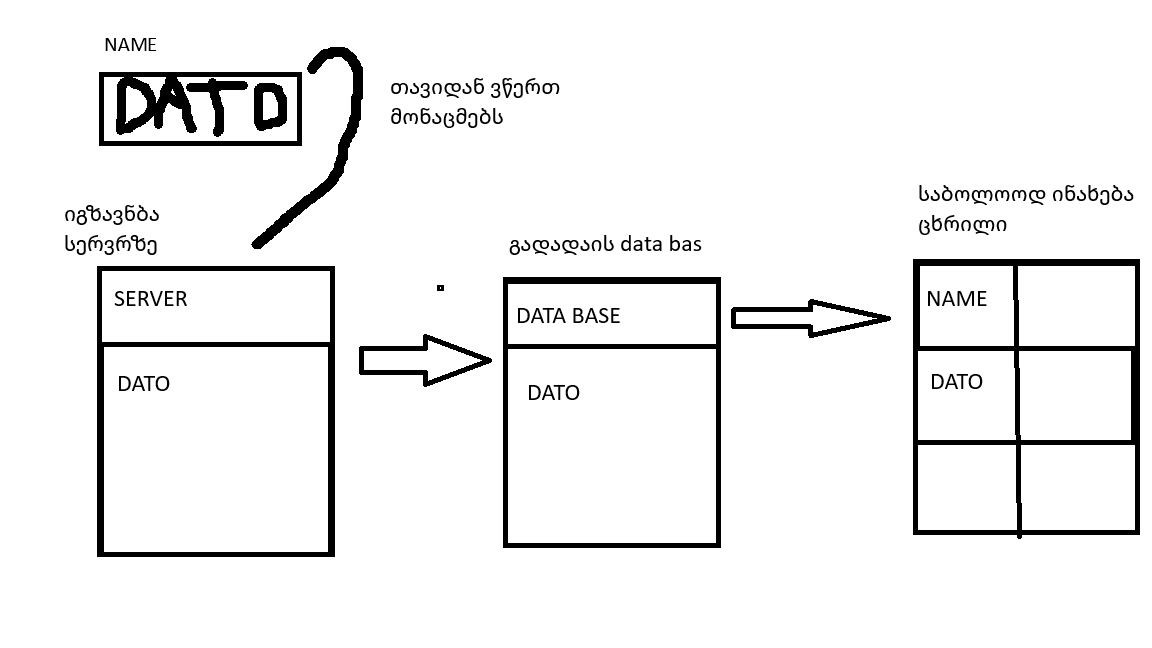 NAME
DATO
თავიდან ვწერთ
მონაცმებს
იგზავნბა
სერვრზე
SERVER
DATO
გადადაის data bas
DATA BASE
DATO
საბოლოოდ ინახება
ცხრილი
NAME
DATO